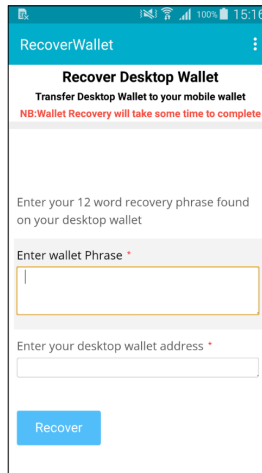 100% 15:16
RecoverWallet
Recover Desktop Wallet
Transfer Desktop Wallet to your mobile wallet
NB:Wallet Recovery will take some time to complete
Enter your 12 word recovery phrase found
on your desktop wallet
Enter wallet Phrase *
Enter your desktop wallet address *
Recover